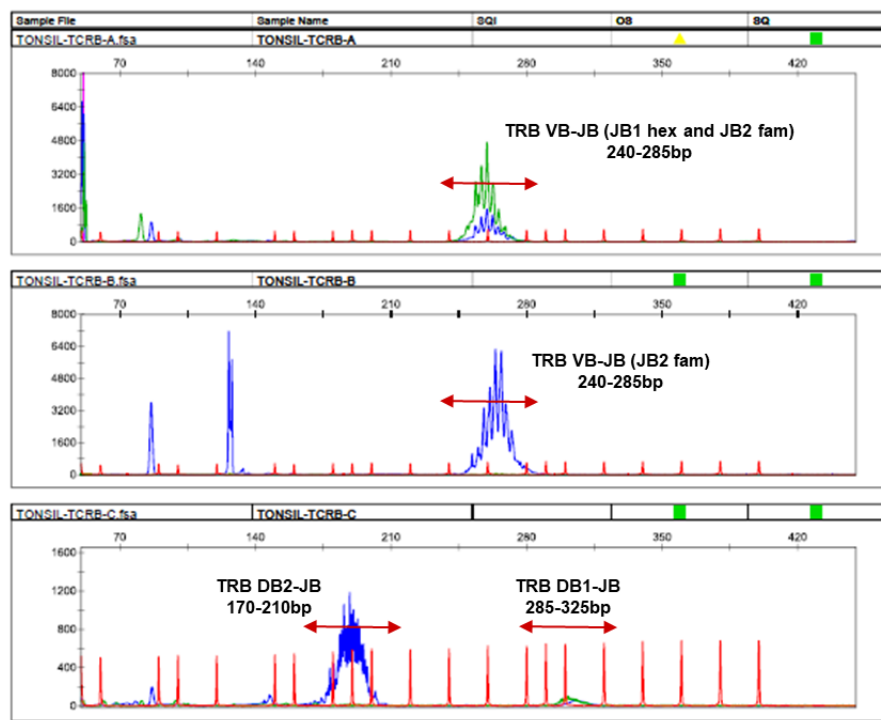 Sample File Sample Name SQI OS SQ
TONSIL-TCRB-A.fsa TONSIL-TCRB-A
70 140 210 280 350 420
8000
6400
4800
3200
1600
0
TRB VB-JB (JB1 hex and JB2 fam)
240-285bp
TONSIL-TCRB-B.fsa TONSIL-TCRB-B
70 140 210 280 350 420
8000
6400
4800
3200
1600
0
TRB VB-JB (JB2 fam)
240-285bp
TONSIL-TCRB-C.fsa TONSIL-TCRB-C
70 140 210 280 350 420
1600
1200
800
400
0
TRB DB2-JB
170-210bp
TRB DB1-JB
285-325bp